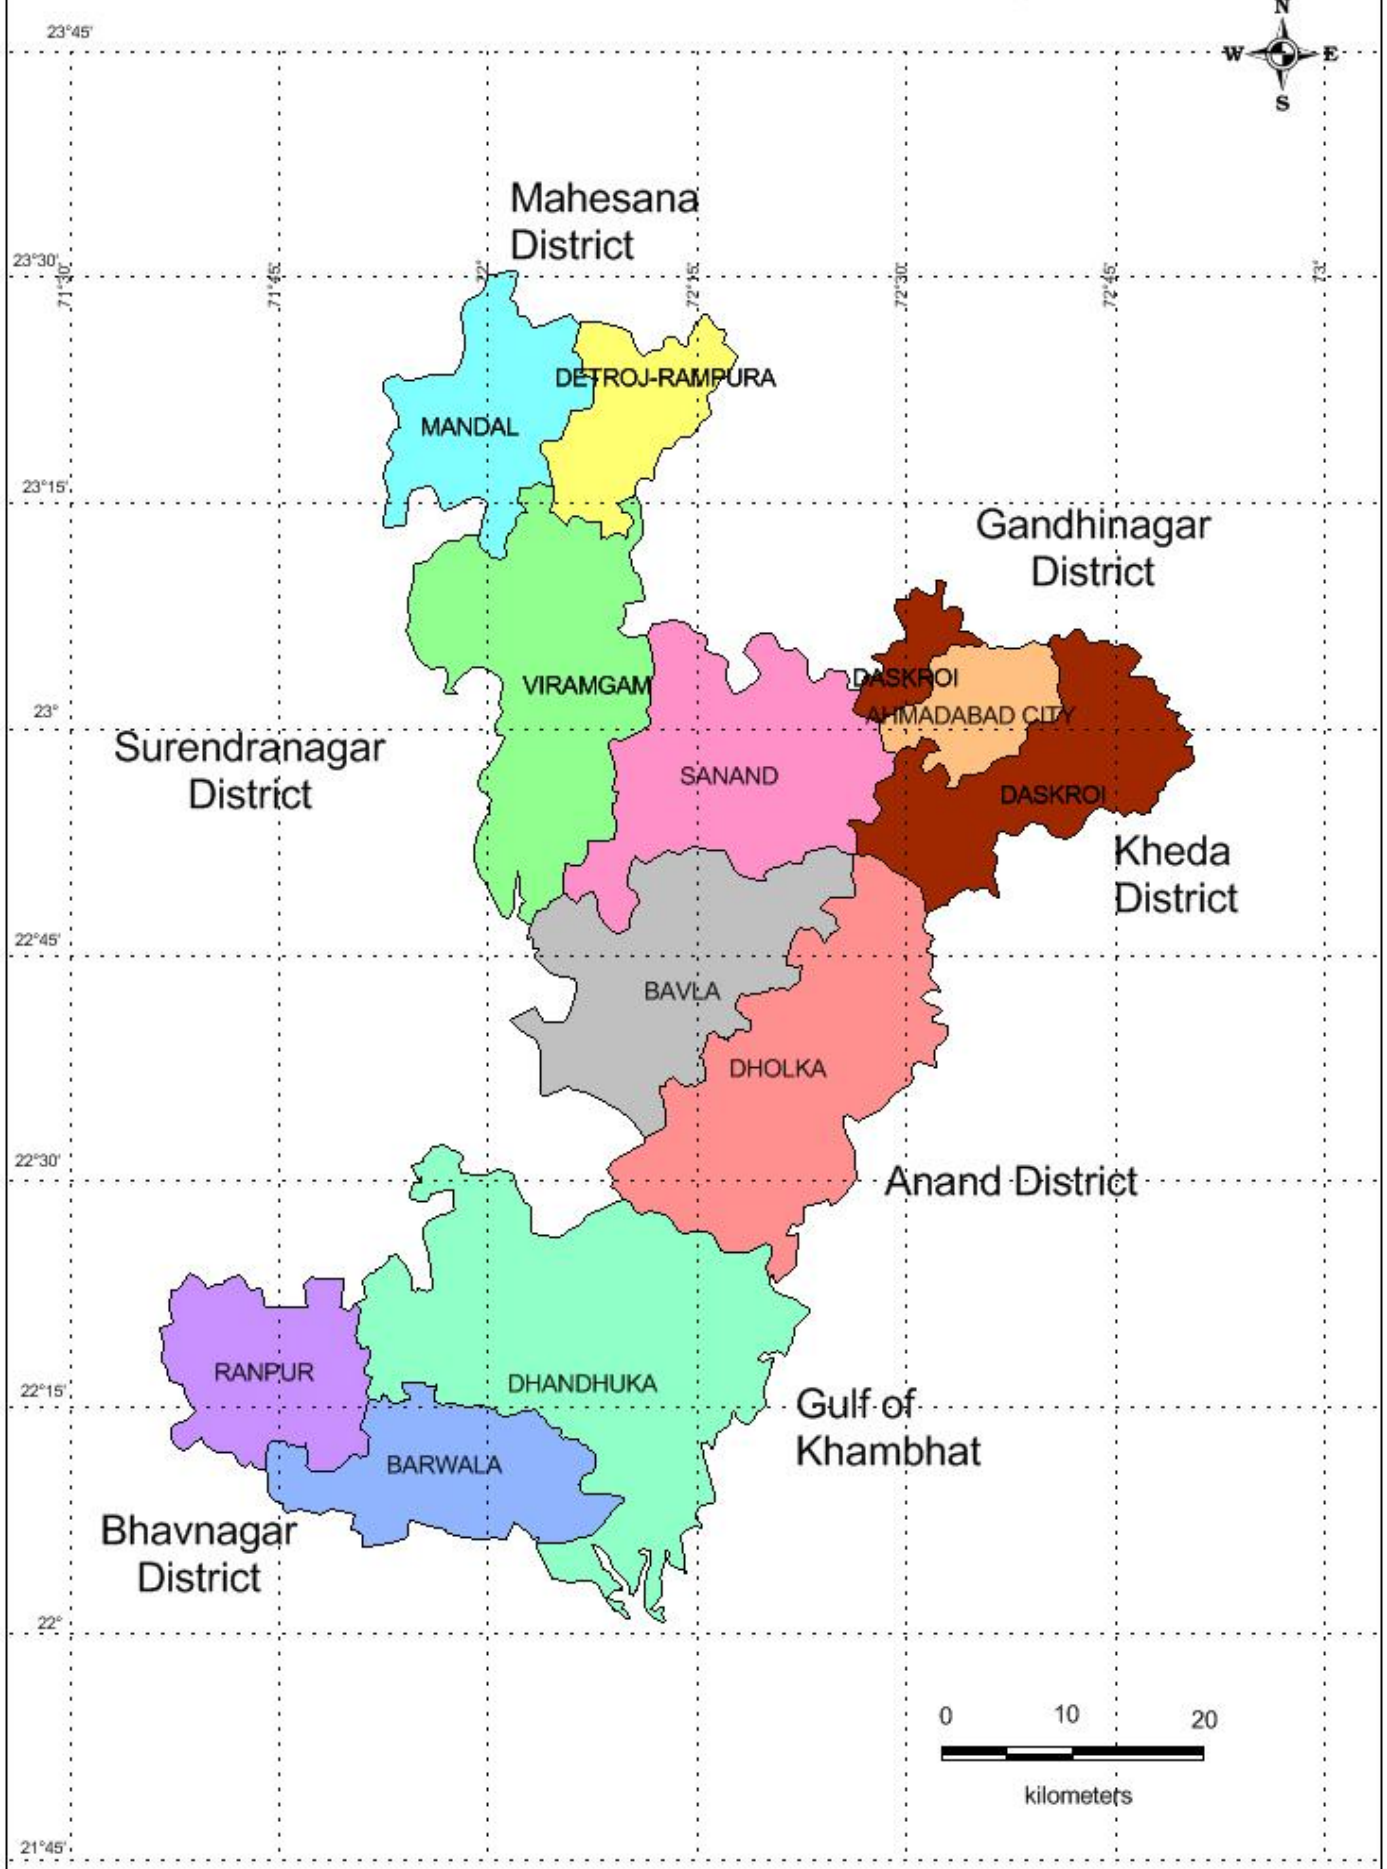 N
23°45'
W E
S
Mahesana
District
23°30'
71°30'
71°45'
72°
72°15'
72°30'
72°45'
73°
DETROJ-RAMPURA
MANDAL
23°15'
Gandhinagar
District
DASKROI
VIRAMGAM
23°
AHMADABAD CITY
Surendranagar
District
SANAND
DASKROI
Kheda
District
22°45'
BAVLA
DHOLKA
22°30'
Anand District
RANPUR
DHANDHUKA
22°15'
Gulf of
Khambhat
BARWALA
Bhavnagar
District
22°
0 10 20
kilometers
21°45'